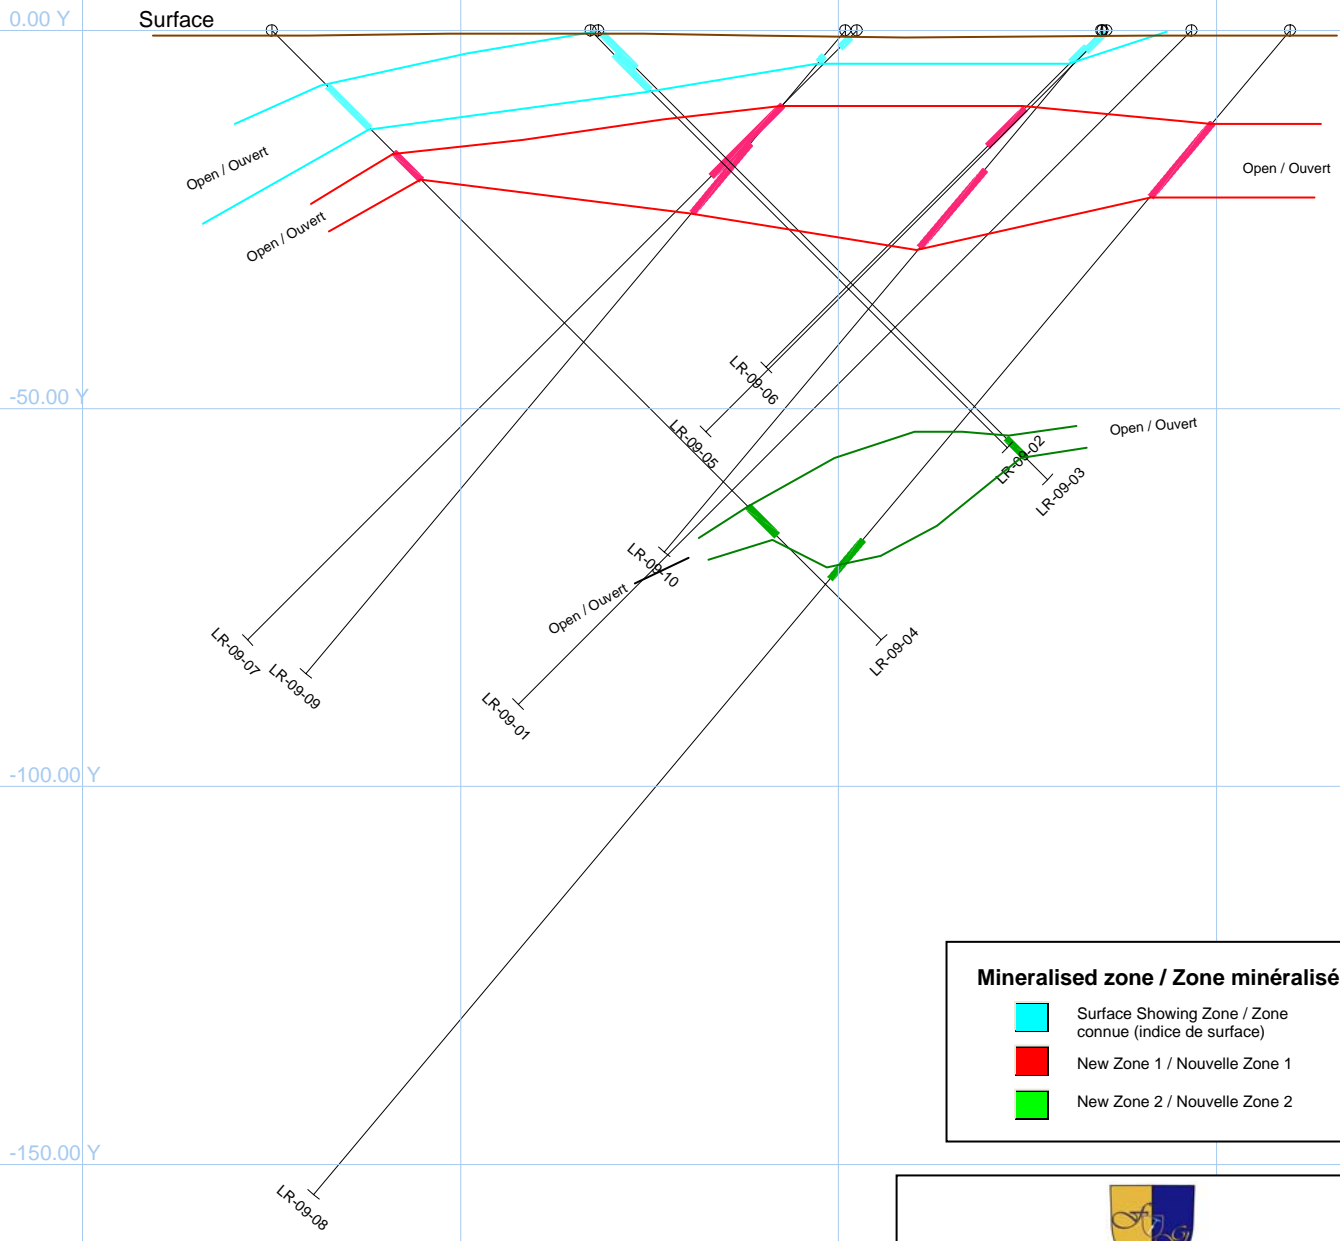 0.00 Y
Surface
Open / Ouvert
Open / Ouvert
Open / Ouvert
LR-09-06
-50.00 Y
LR-09-05
Open / Ouvert
LR-09-02
LR-09-03
LR-09-10
Open / Ouvert
LR-09-07
LR-09-09
LR-09-04
LR-09-01
-100.00 Y
Mineralised zone / Zone minéralisé
Surface Showing Zone / Zone
connue (indice de surface)
New Zone 1 / Nouvelle Zone 1
New Zone 2 / Nouvelle Zone 2
-150.00 Y
LR-09-08